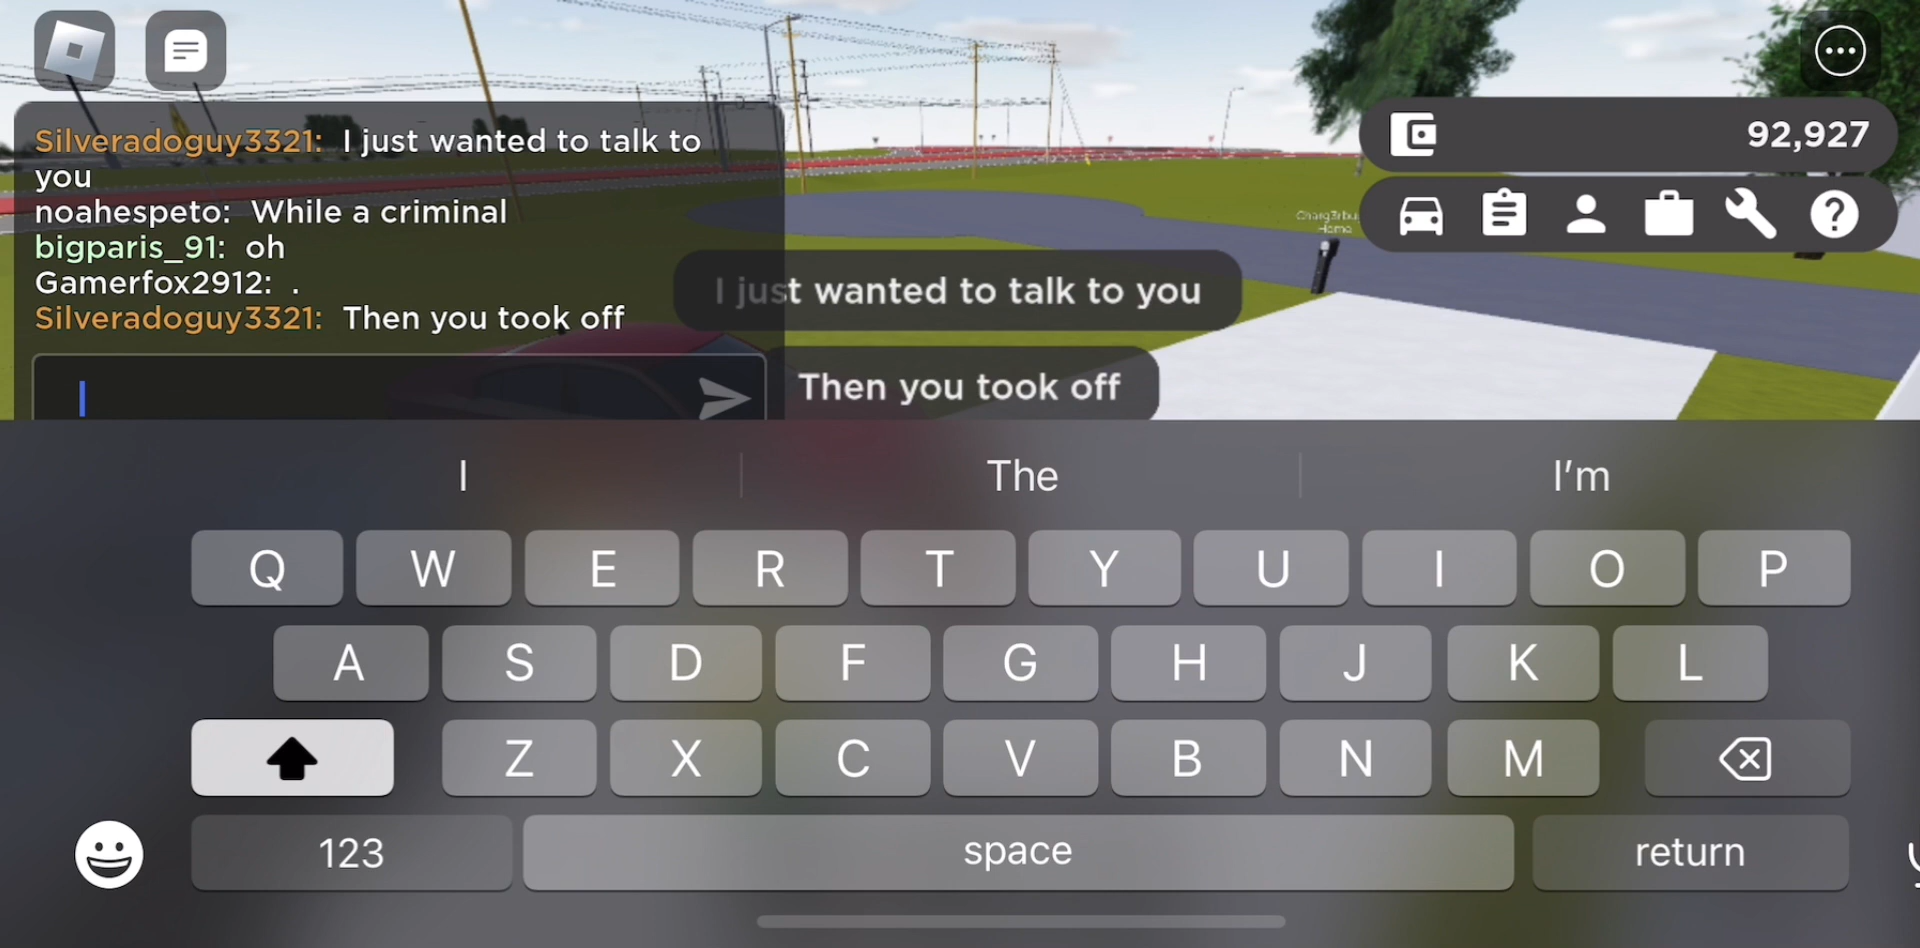 Silveradoguy3321: I just wanted to talk to
you
noahespeto: While a criminal
bigparis_91: oh
Gamerfox2912: .
Silveradoguy3321: Then you took off
92,927
Home
I just wanted to talk to you
Then you took off
I The I'm
Q W E R T Y U I O P
A S D F G H J K L
Z X C V B N M
123 space return